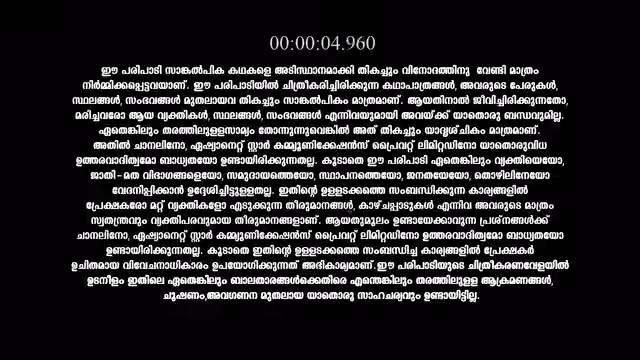 00:00:04.960
ഈ പരിപാടി സാങ്കൽപിക കഥകളെ അടിസ്ഥാനമാക്കി തികച്ചും വിനോദത്തിനു വേണ്ടി മാത്രം
നിർമ്മിക്കപ്പെട്ടവയാണ്. ഈ പരിപാടിയിൽ ചിത്രീകരിച്ചിരിക്കുന്ന കഥാപാത്രങ്ങൾ, അവരുടെ പേരുകൾ,
സ്ഥലങ്ങൾ, സംഭവങ്ങൾ മുതലായവ തികച്ചും സാങ്കൽപികം മാത്രമാണ്. ആയതിനാൽ ജീവിച്ചിരിക്കുന്നതോ,
മരിച്ചവരോ ആയ വ്യക്തികൾ, സ്ഥലങ്ങൾ, സംഭവങ്ങൾ എന്നിവയുമായി അവയ്ക്ക് യാതൊരു ബന്ധവുമില്ല.
ഏതെങ്കിലും തരത്തിലുള്ളസാമ്യം തോന്നുന്നുവെങ്കിൽ അത് തികച്ചും യാദൃശ്ചികം മാത്രമാണ്.
അതിൽ ചാനലിനോ, ഏഷ്യാനെറ്റ് സ്റ്റാർ കമ്മ്യൂണിക്കേഷൻസ് പ്രൈവറ്റ് ലിമിറ്റഡിനോ യാതൊരുവിധ
ഉത്തരവാദിത്വമോ ബാധ്യതയോ ഉണ്ടായിരിക്കുന്നതല്ല. കൂടാതെ ഈ പരിപാടി ഏതെങ്കിലും വ്യക്തിയെയോ,
ജാതി-മത വിഭാഗങ്ങളെയോ, സമുദായത്തെയോ, സ്ഥാപനത്തെയോ, ജനതയേയോ, തൊഴിലിനേയോ
വേദനിപ്പിക്കാൻ ഉദ്ദേശിച്ചിട്ടുള്ളതല്ല. ഇതിന്റെ ഉള്ളടക്കത്തെ സംബന്ധിക്കുന്ന കാര്യങ്ങളിൽ
പ്രേക്ഷകരോ മറ്റ് വ്യക്തികളോ എടുക്കുന്ന തീരുമാനങ്ങൾ, കാഴ്ചപ്പാടുകൾ എന്നിവ അവരുടെ മാത്രം
സ്വതന്ത്രവും വ്യക്തിപരവുമായ തീരുമാനങ്ങളാണ്. ആയതുമൂലം ഉണ്ടായേക്കാവുന്ന പ്രശ്നങ്ങൾക്ക്
ചാനലിനോ, ഏഷ്യാനെറ്റ് സ്റ്റാർ കമ്മ്യൂണിക്കേഷൻസ് പ്രൈവറ്റ് ലിമിറ്റഡിനോ ഉത്തരവാദിത്വമോ ബാധ്യതയോ
ഉണ്ടായിരിക്കുന്നതല്ല. കൂടാതെ ഇതിന്റെ ഉള്ളടക്കത്തെ സംബന്ധിച്ച കാര്യങ്ങളിൽ പ്രേക്ഷകർ
ഉചിതമായ വിവേചനാധികാരം ഉപയോഗിക്കുന്നത് അഭികാമ്യമാണ്.ഈ പരിപാടിയുടെ ചിത്രീകരണവേളയിൽ
ഉടനീളം ഇതിലെ ഏതെങ്കിലും ബാലതാരങ്ങൾക്കെതിരെ എന്തെങ്കിലും തരത്തിലുള്ള ആക്രമണങ്ങൾ,
ചൂഷണം,അവഗണന മുതലായ യാതൊരു സാഹചര്യവും ഉണ്ടായിട്ടില്ല.